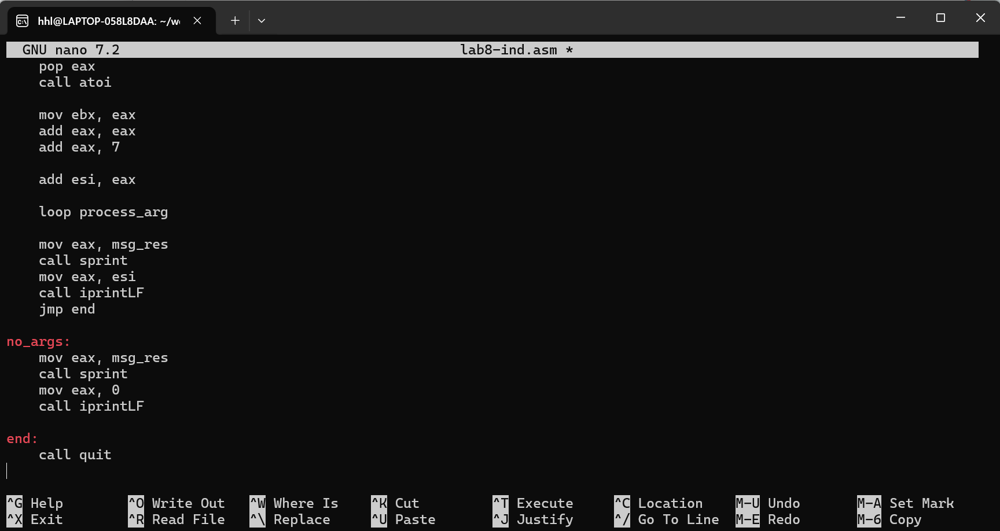 hhl@LAPTOP-058L8DAA: ~/w
GNU nano 7.2 lab8-ind.asm *
pop eax
call atoi
mov ebx, eax
add eax, eax
add eax, 7
add esi, eax
loop process_arg
mov eax, msg_res
call sprint
mov eax, esi
call iprintLF
jmp end
no_args:
mov eax, msg_res
call sprint
mov eax, 0
call iprintLF
end:
call quit
^G Help ^O Write Out ^W Where Is ^K Cut ^T Execute ^C Location M-U Undo M-A Set Mark
^X Exit ^R Read File ^\ Replace ^U Paste ^J Justify ^/ Go To Line M-E Redo M-6 Copy